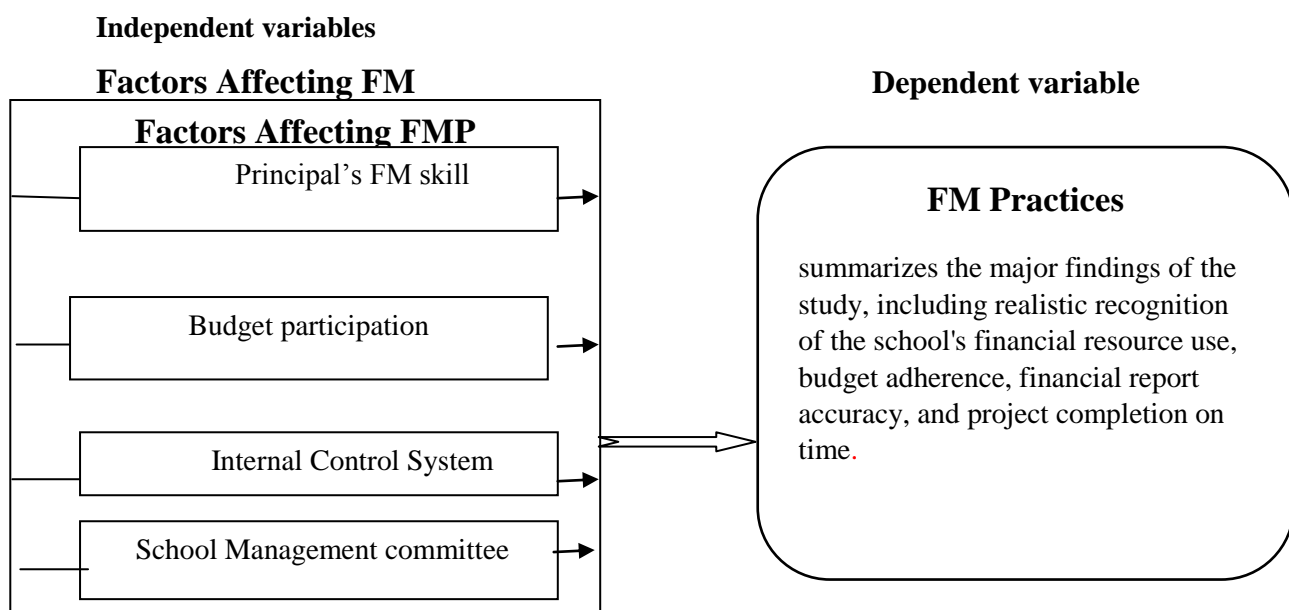 Independent variables
Factors Affecting FM
Factors Affecting FMP
Principal’s FM skill
Budget participation
Internal Control System
School Management committee
Dependent variable
FM Practices
summarizes the major findings of the
study, including realistic recognition
of the school's financial resource use,
budget adherence, financial report
accuracy, and project completion on
time.